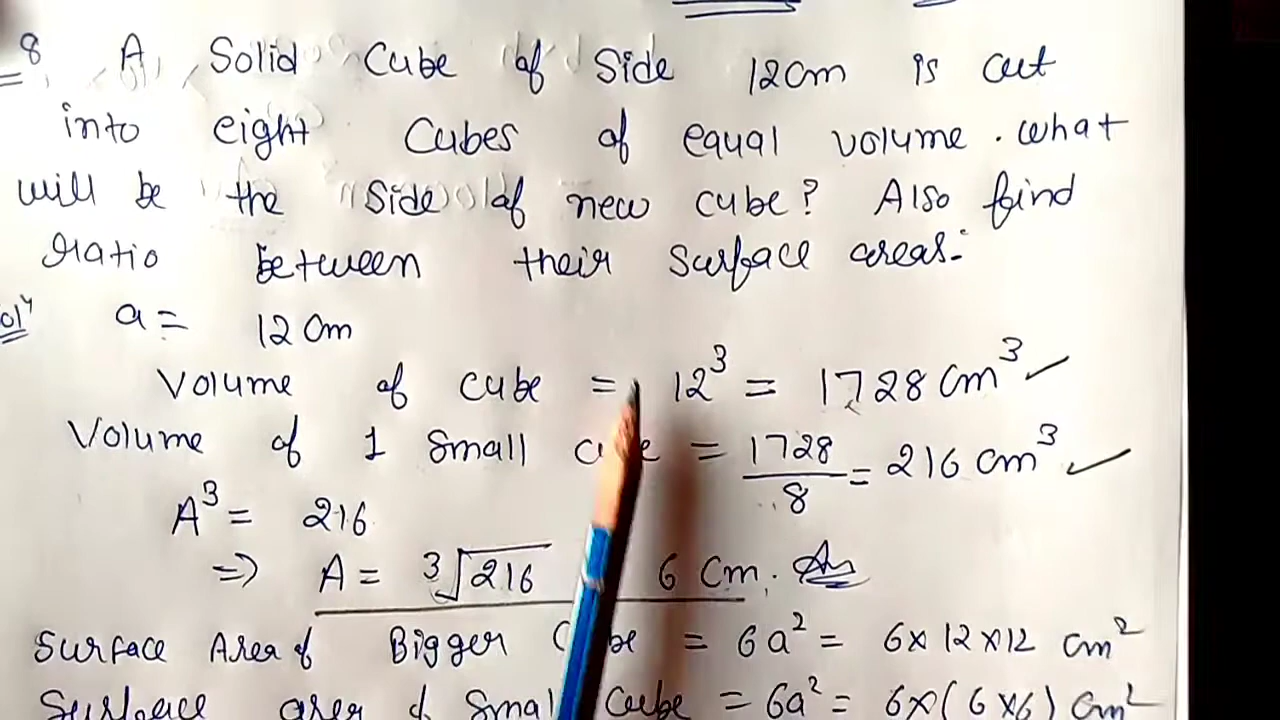 8 A Solid Cube of Side 12cm is cut
into eight Cubes of equal volume. what
will be the Side of new cube? Also find
ratio between their surface areas.
Solⁿ a = 12 cm
Volume of cube = 12³ = 1728 cm³ ✓
Volume of 1 Small cube = 1728/8 = 216 cm³ ✓
A³ = 216
=> A = ³√216 6 cm. Ans
Surface Area of Bigger Cube = 6a² = 6×12×12 cm²
Surface area of Small Cube = 6a² = 6×(6×6) cm²